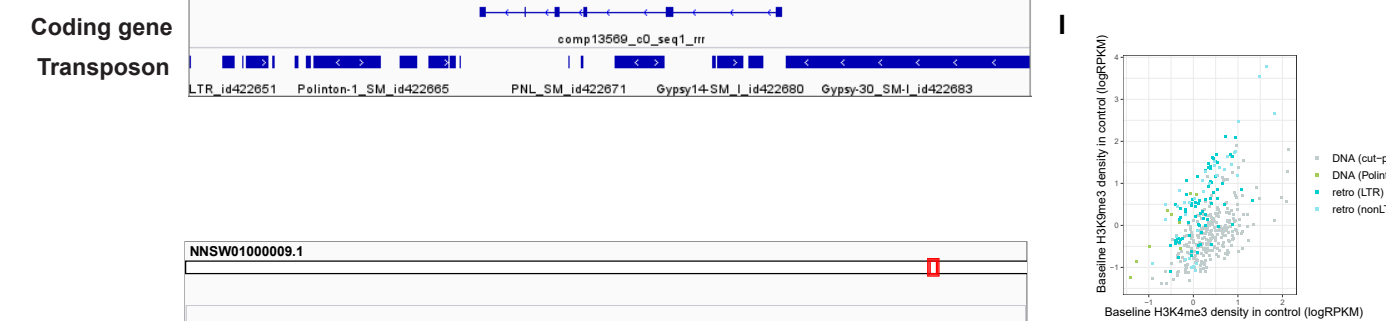 Coding gene
comp13569_c0_seq1_rrr
Transposon
LTR_id422651 Polinton-1_SM_id422665 PNL_SM_id422671 Gypsy14-SM_I_id422680 Gypsy-30_SM-I_id422683
NNSW01000009.1
I
Baseline H3K9me3 density in control (logRPKM)
4
3
2
1
0
−1
−1 0 1 2
Baseline H3K4me3 density in control (logRPKM)
DNA (cut−p
DNA (Polint
retro (LTR)
retro (nonLT